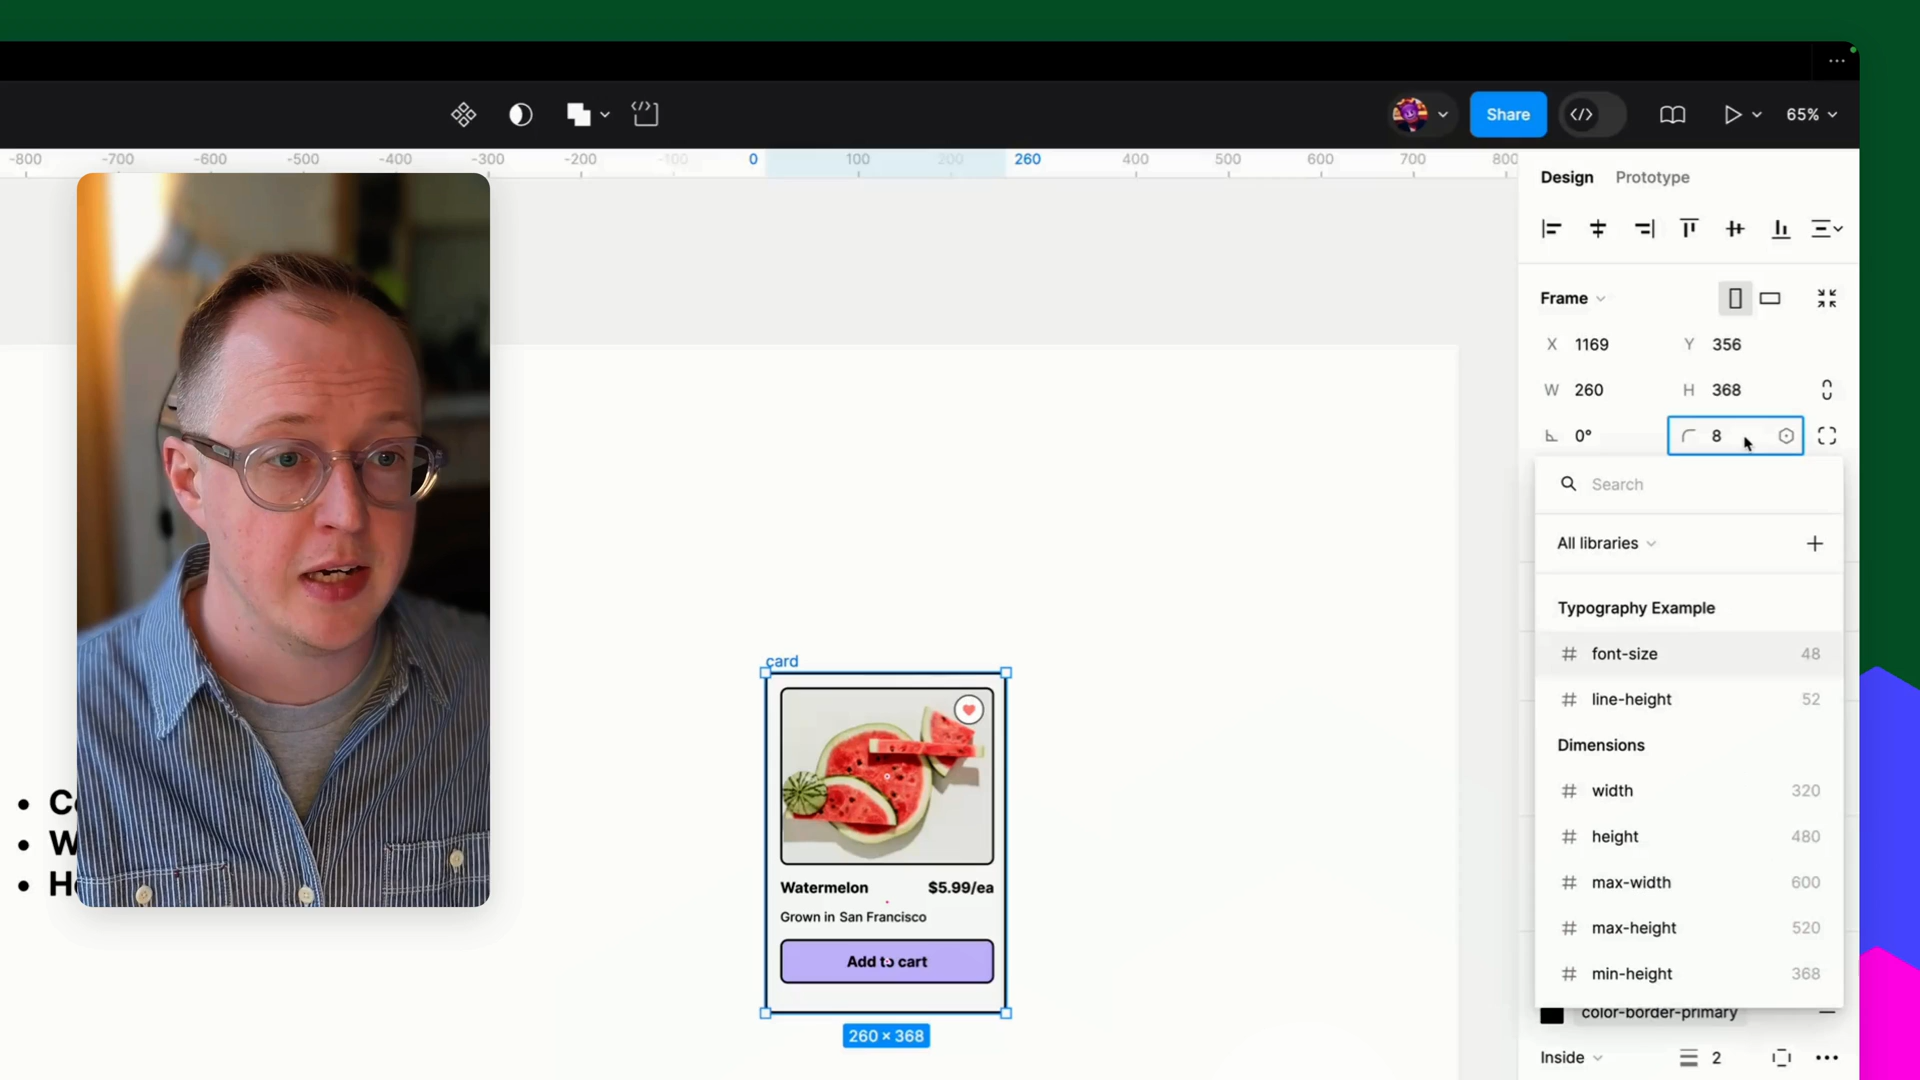 Share
65%
-800 -700 -600 -500 -400 -300 -200 -100 0 100 200 260 400 500 600 700 800
Design Prototype
Frame
X 1169 Y 356
W 260 H 368
0° 8
Search
All libraries
Typography Example
font-size 48
line-height 52
Dimensions
width 320
height 480
max-width 600
max-height 520
min-height 368
color-border-primary
Inside 2
card
Watermelon $5.99/ea
Grown in San Francisco
Add to cart
260 × 368